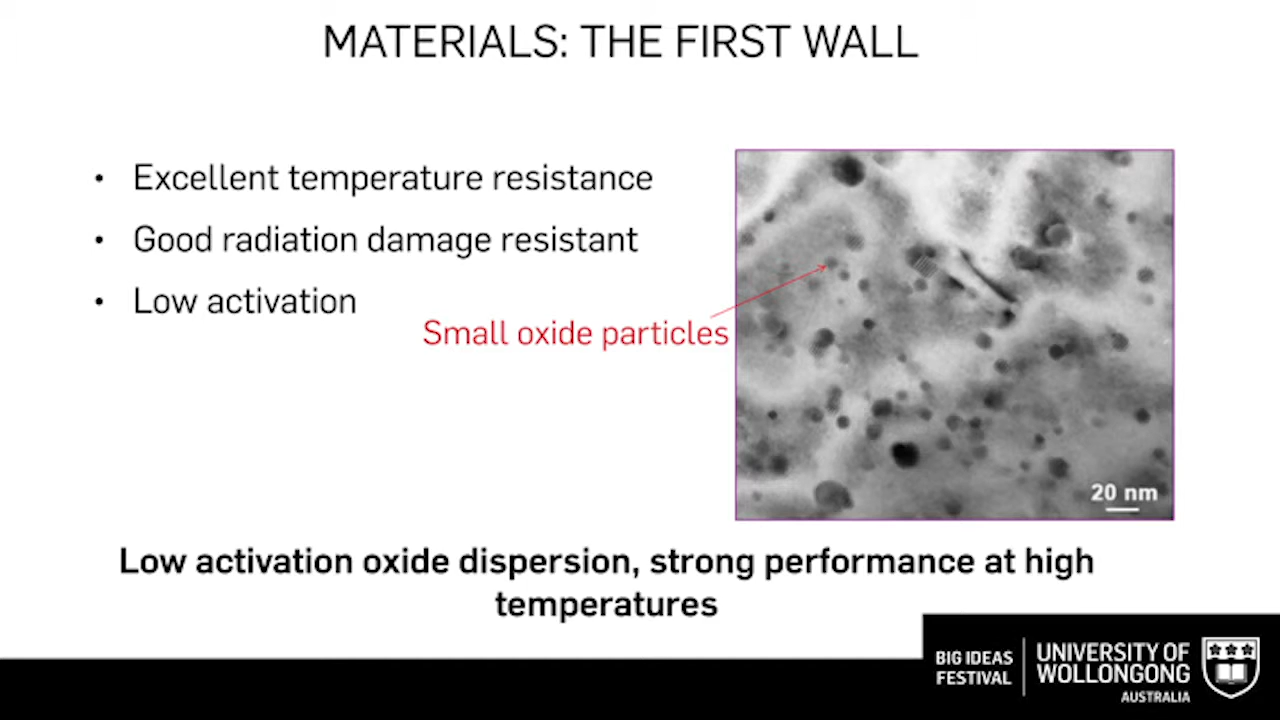 MATERIALS: THE FIRST WALL
• Excellent temperature resistance
• Good radiation damage resistant
• Low activation
Small oxide particles
20 nm
Low activation oxide dispersion, strong performance at high
temperatures
BIG IDEAS
FESTIVAL
UNIVERSITY OF
WOLLONGONG
AUSTRALIA